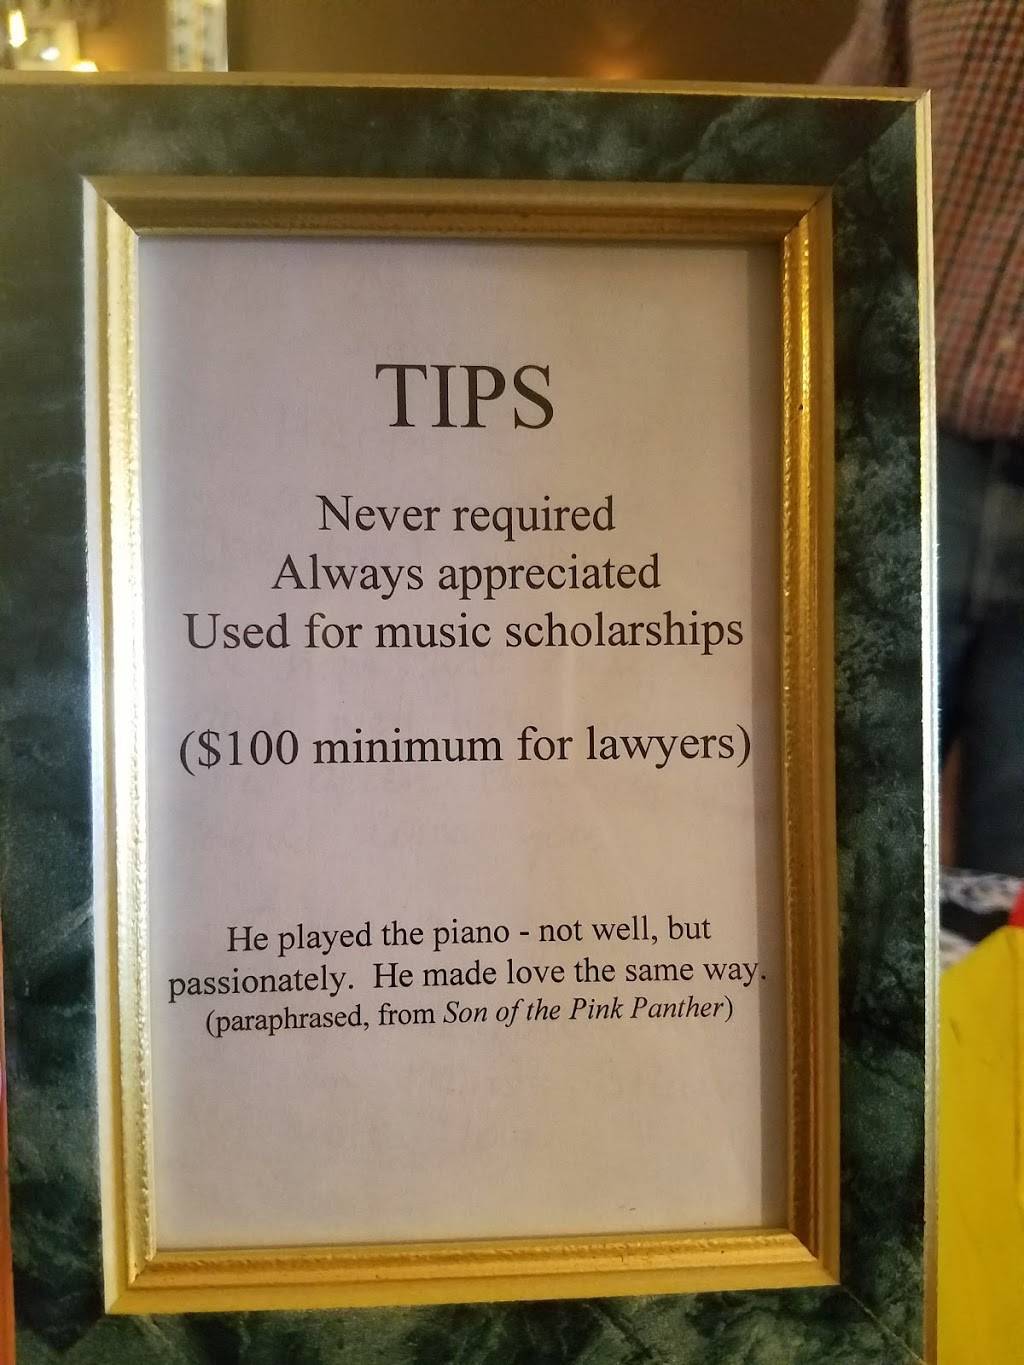 TIPS
Never required
Always appreciated
Used for music scholarships
($100 minimum for lawyers)
He played the piano - not well, but
passionately.  He made love the same way.
(paraphrased, from Son of the Pink Panther)